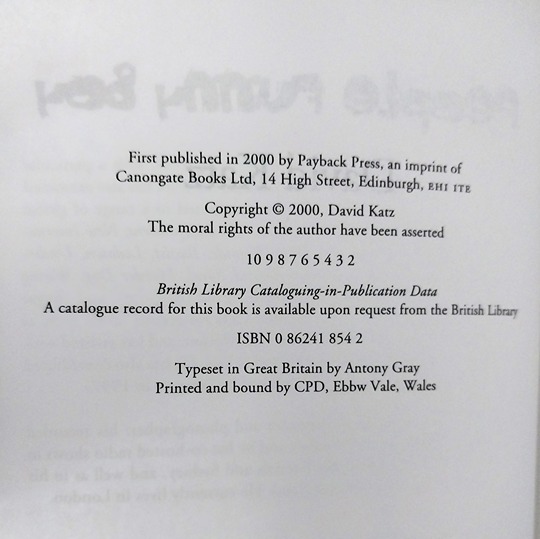 people funny boy
First published in 2000 by Payback Press, an imprint of
Canongate Books Ltd, 14 High Street, Edinburgh, EH1 1TE
Copyright © 2000, David Katz
The moral rights of the author have been asserted
10 9 8 7 6 5 4 3 2
British Library Cataloguing-in-Publication Data
A catalogue record for this book is available upon request from the British Library
ISBN 0 86241 854 2
Typeset in Great Britain by Antony Gray
Printed and bound by CPD, Ebbw Vale, Wales